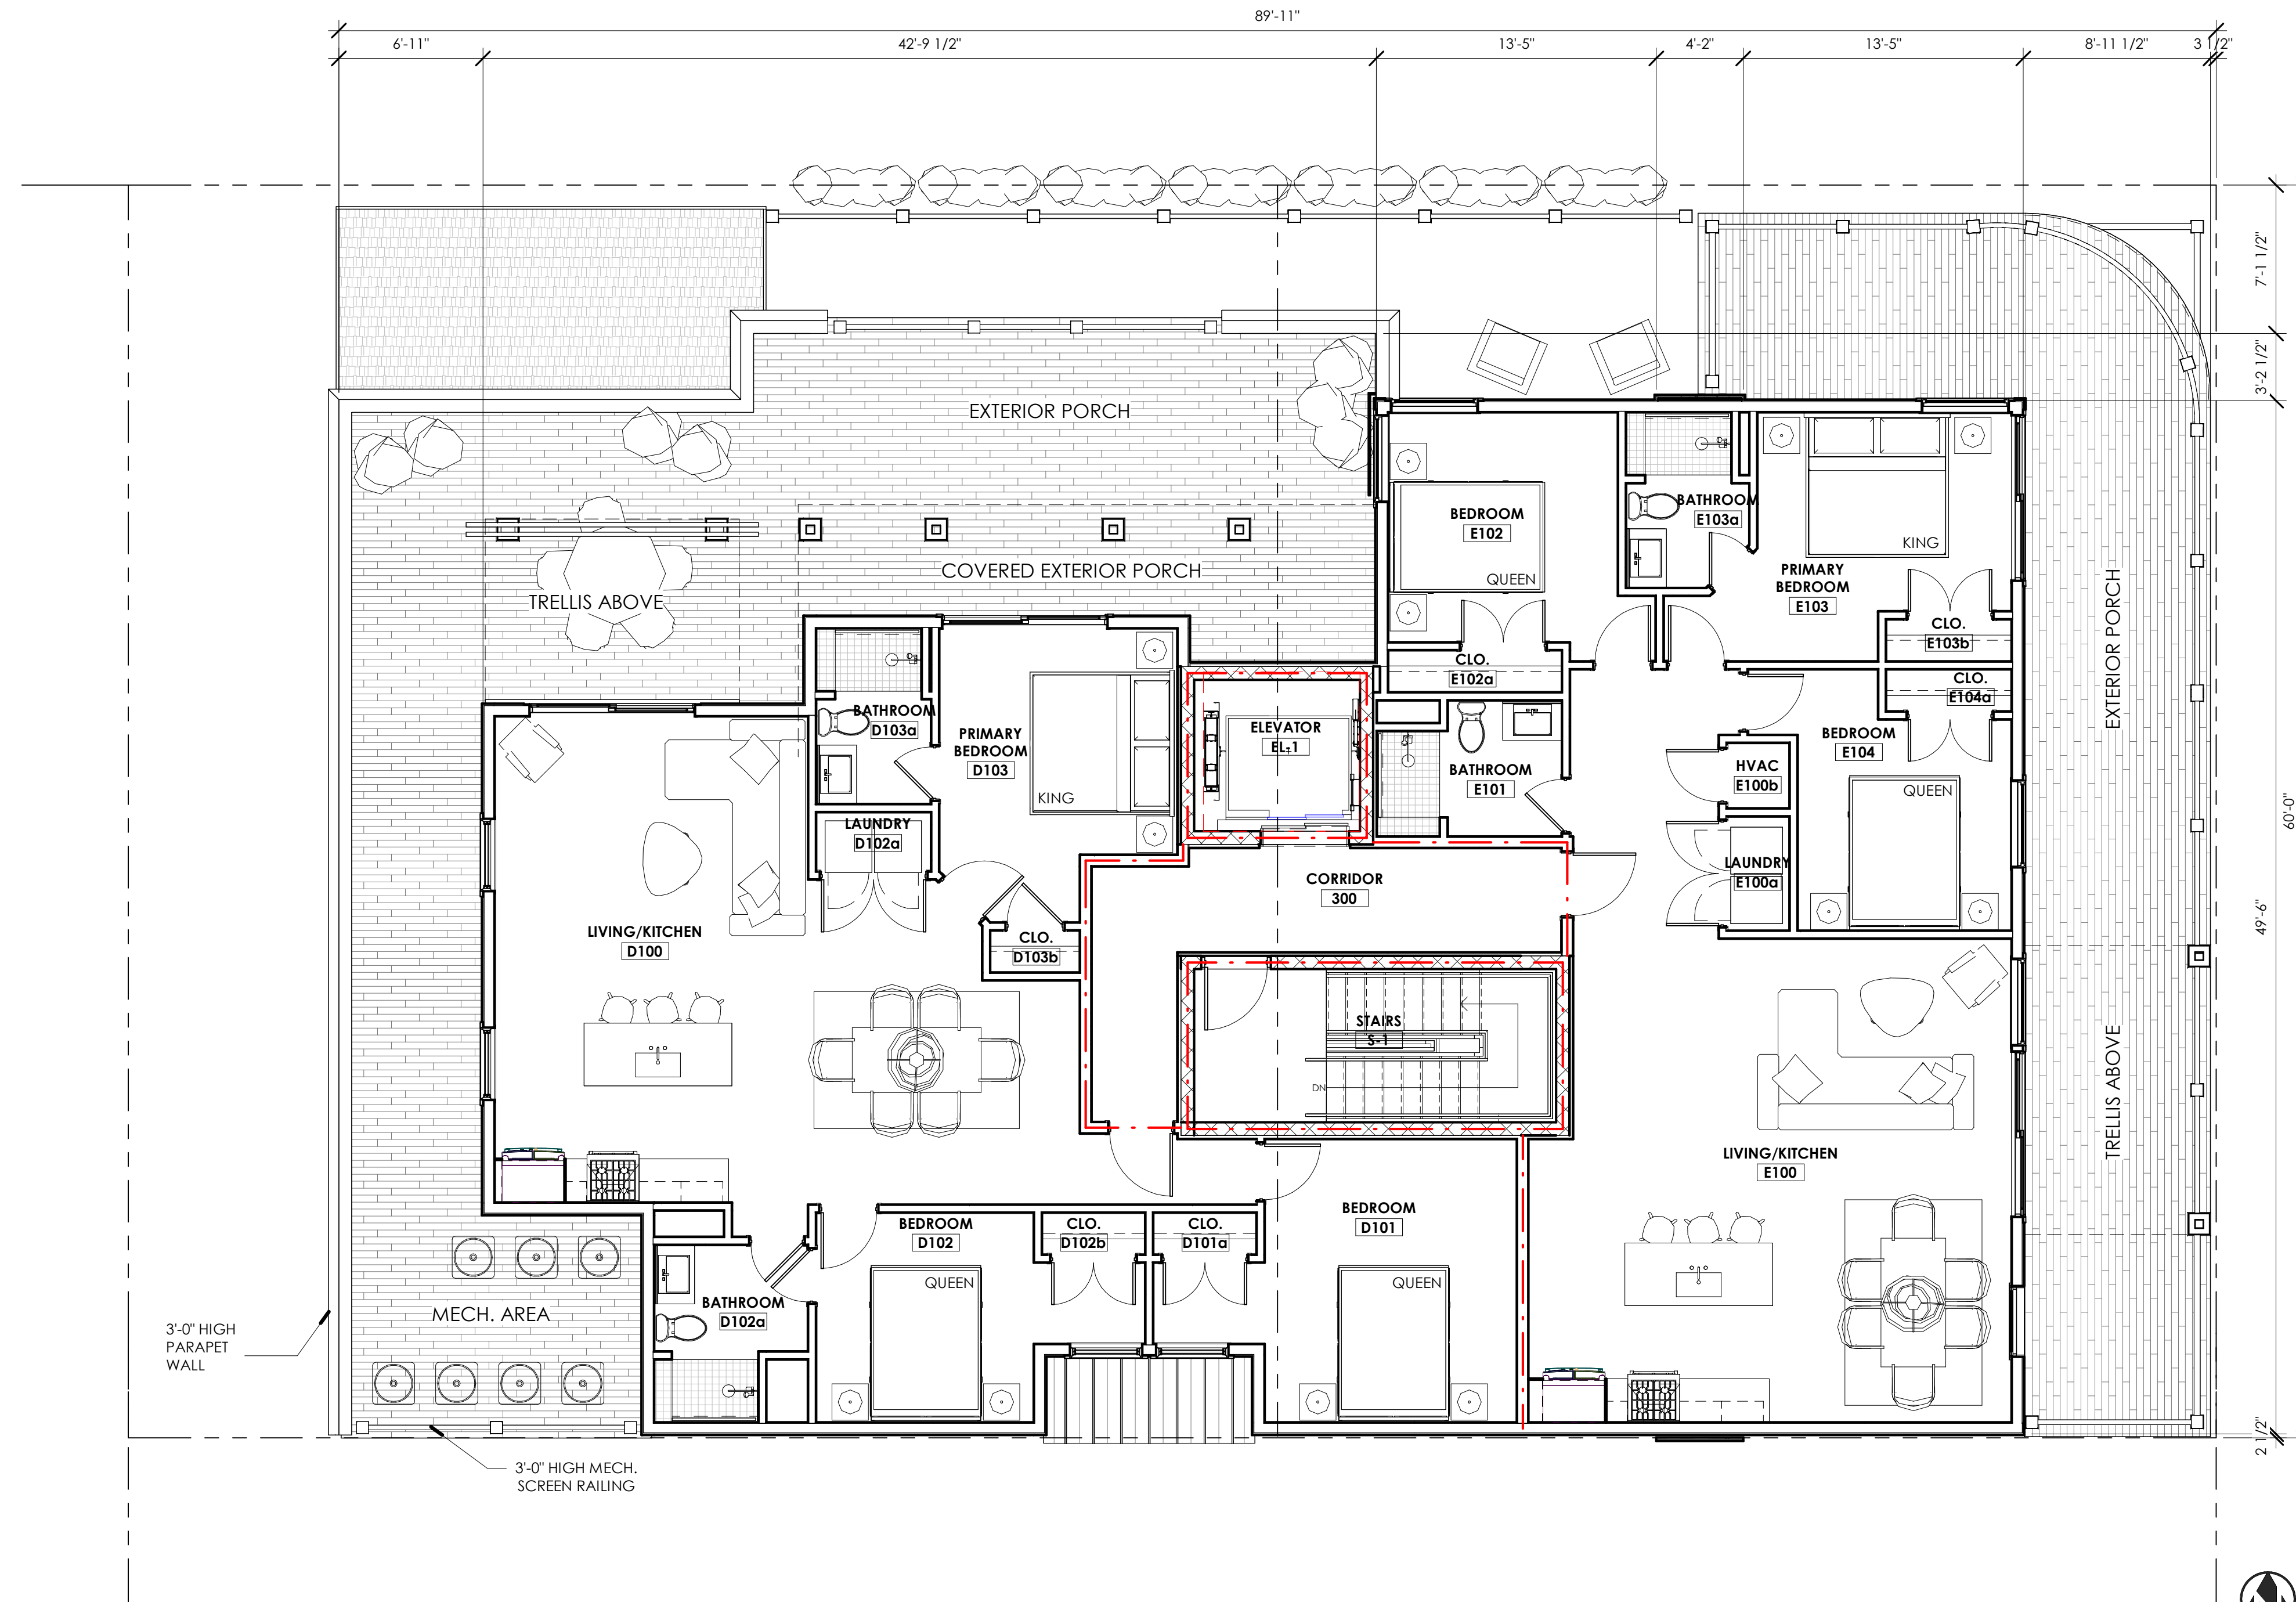 89'-11"
6'-11"
42'-9 1/2"
13'-5"
4'-2"
13'-5"
8'-11 1/2"
3 1/2"
7'-1 1/2"
3'-2 1/2"
60'-0"
49'-6"
2 1/2"
EXTERIOR PORCH
COVERED EXTERIOR PORCH
TRELLIS ABOVE
BEDROOM
E102
QUEEN
CLO.
E102a
BATHROOM
E103a
KING
PRIMARY
BEDROOM
E103
CLO.
E103b
CLO.
E104a
BEDROOM
E104
QUEEN
EXTERIOR PORCH
TRELLIS ABOVE
BATHROOM
D103a
PRIMARY
BEDROOM
D103
KING
ELEVATOR
EL-1
BATHROOM
E101
HVAC
E100b
LAUNDRY
D102a
LAUNDRY
E100a
CORRIDOR
300
LIVING/KITCHEN
D100
CLO.
D103b
STAIRS
S-1
DN
LIVING/KITCHEN
E100
BEDROOM
D102
QUEEN
CLO.
D102b
CLO.
D101a
BEDROOM
D101
QUEEN
BATHROOM
D102a
MECH. AREA
3'-0" HIGH
PARAPET
WALL
3'-0" HIGH MECH.
SCREEN RAILING